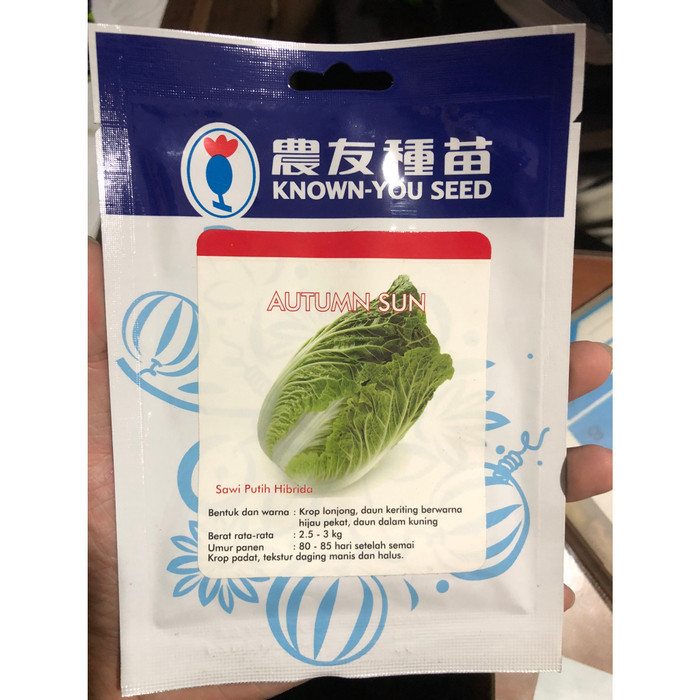 農友種苗
KNOWN-YOU SEED
AUTUMN SUN
Sawi Putih Hibrida
Bentuk dan warna : Krop lonjong, daun keriting berwarna
hijau pekat, daun dalam kuning
Berat rata-rata : 2.5 - 3 kg
Umur panen : 80 - 85 hari setelah semai
Krop padat, tekstur daging manis dan halus.